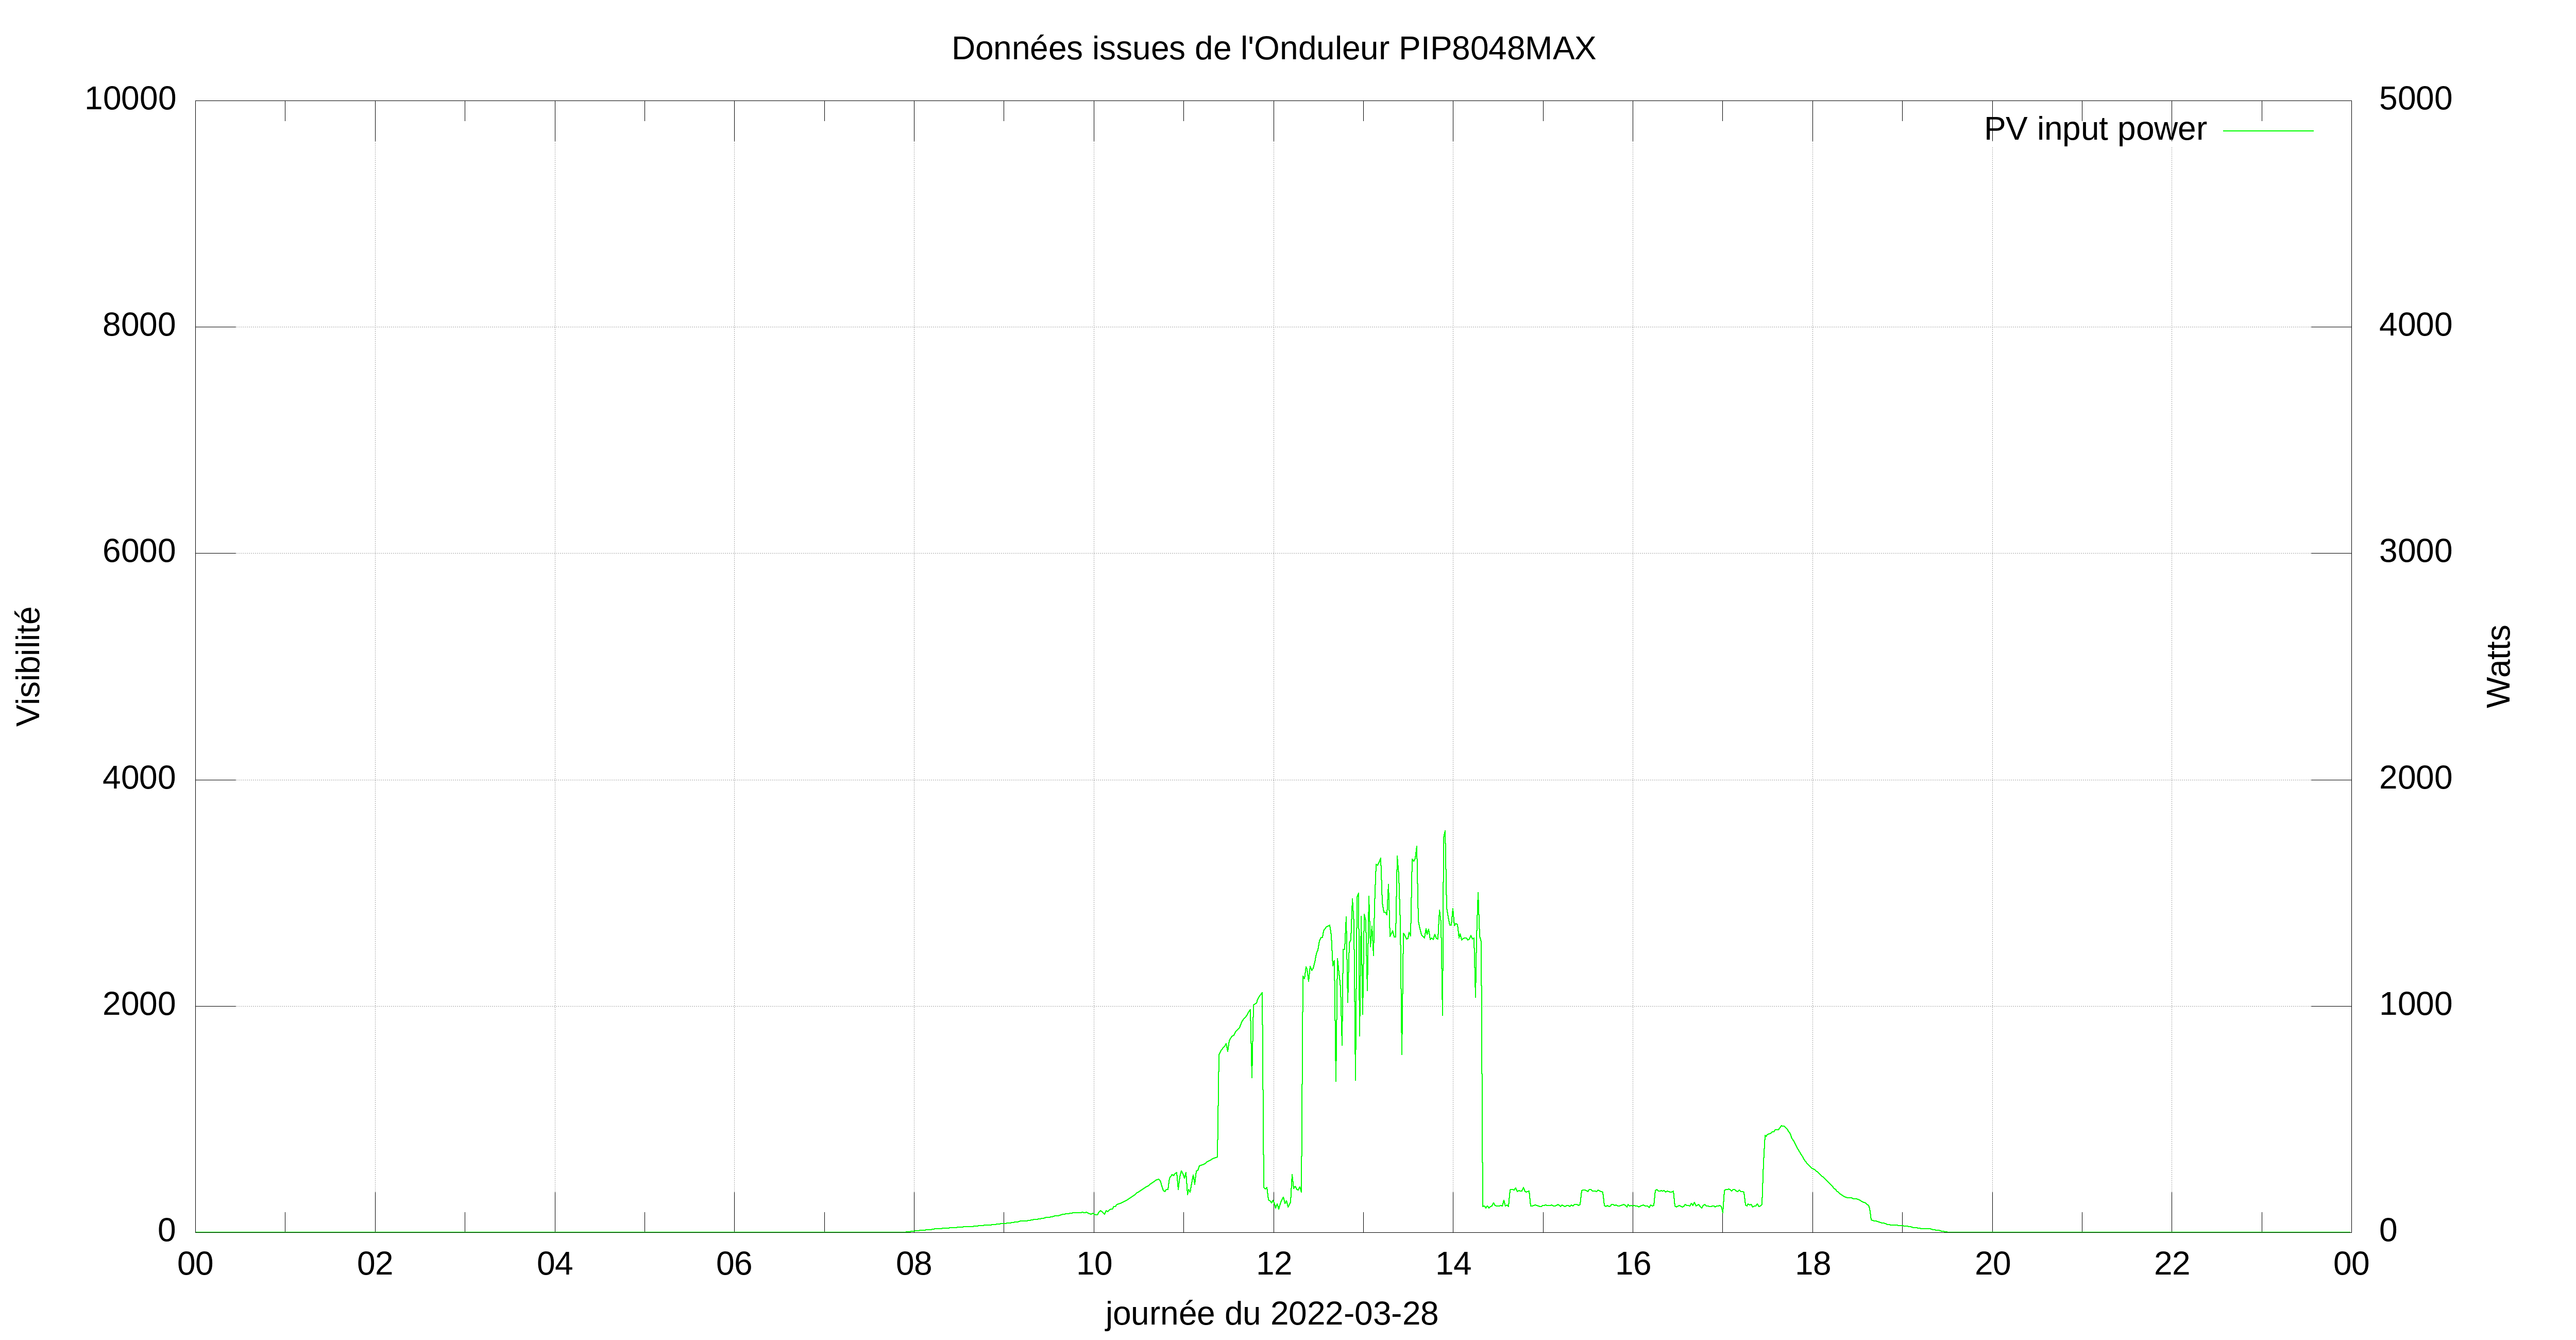 Données issues de l'Onduleur PIP8048MAX
10000
5000
PV input power
8000
4000
6000
3000
Visibilité
Watts
4000
2000
2000
1000
0
0
00 02 04 06 08 10 12 14 16 18 20 22 00
journée du 2022-03-28